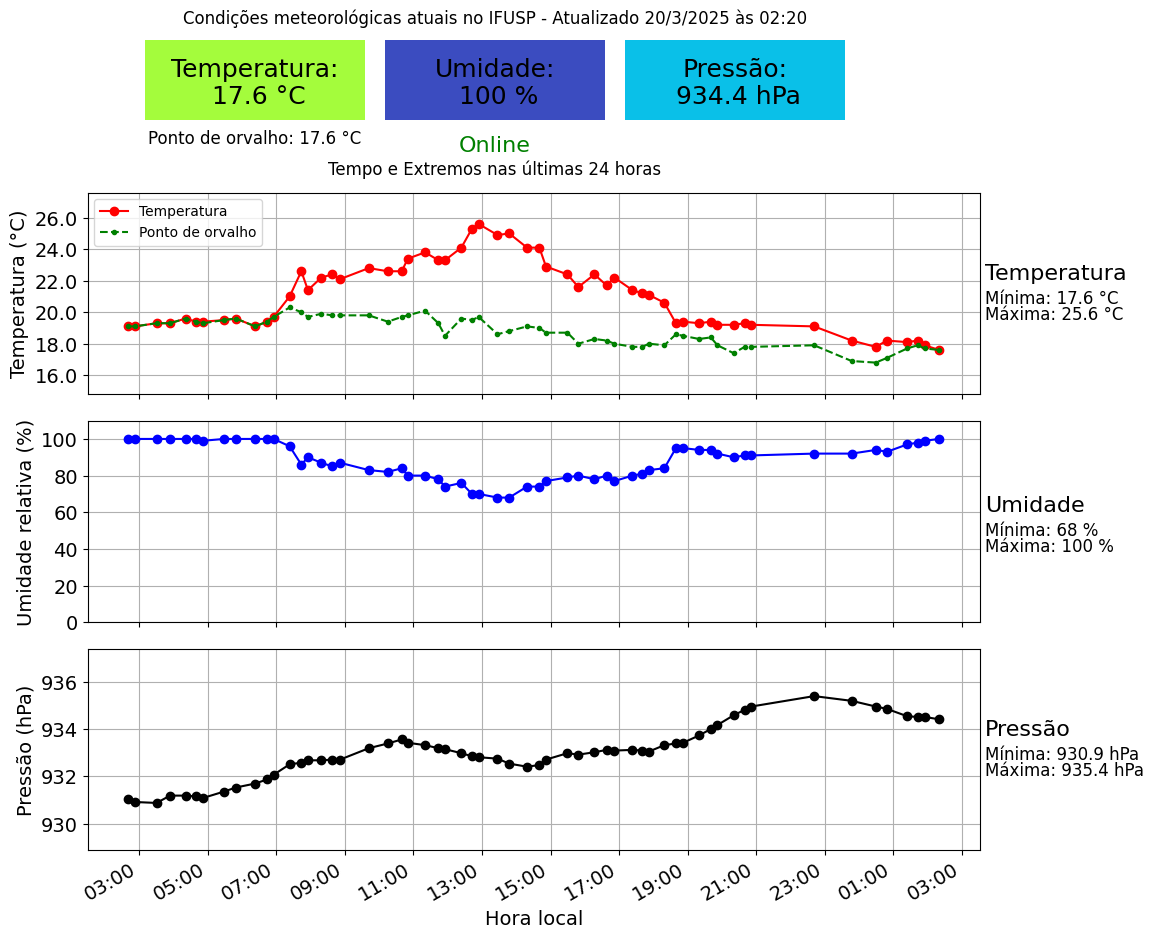 Condições meteorológicas atuais no IFUSP - Atualizado 20/3/2025 às 02:20
Temperatura:
17.6 °C
Umidade:
100 %
Pressão:
934.4 hPa
Ponto de orvalho: 17.6 °C
Online
Tempo e Extremos nas últimas 24 horas
Temperatura (°C)
26.0
24.0
22.0
20.0
18.0
16.0
Temperatura
Ponto de orvalho
Temperatura
Mínima: 17.6 °C
Máxima: 25.6 °C
Umidade relativa (%)
100
80
60
40
20
0
Umidade
Mínima: 68 %
Máxima: 100 %
Pressão (hPa)
936
934
932
930
Pressão
Mínima: 930.9 hPa
Máxima: 935.4 hPa
03:00
05:00
07:00
09:00
11:00
13:00
15:00
17:00
19:00
21:00
23:00
01:00
03:00
Hora local